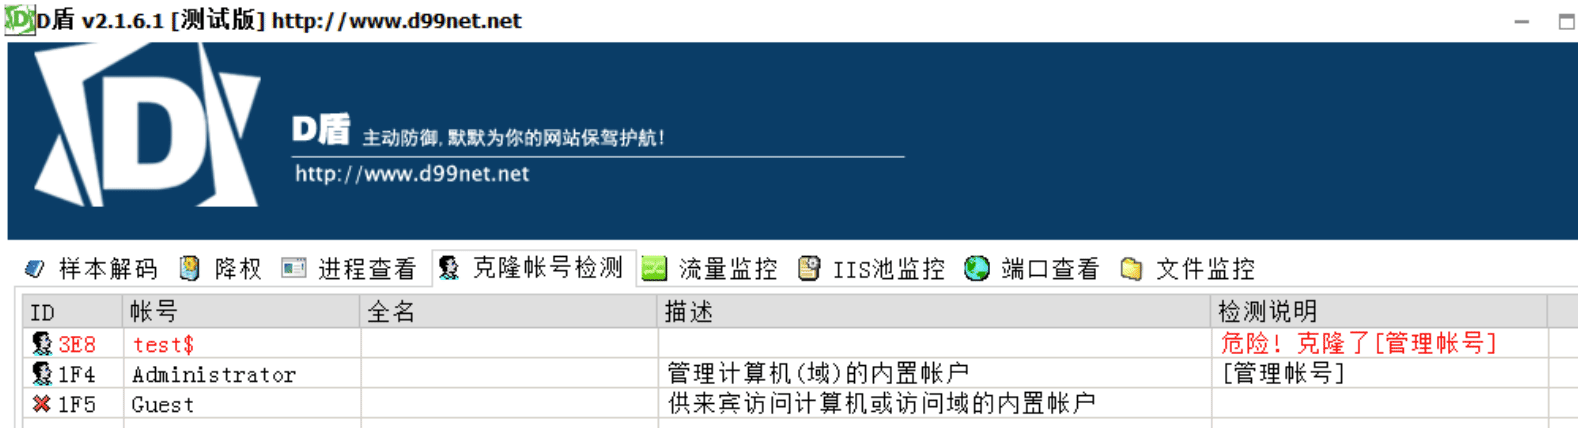 D盾 v2.1.6.1 [测试版] http://www.d99net.net
D
D盾 主动防御,默默为你的网站保驾护航!
http://www.d99net.net
样本解码 降权 进程查看 克隆帐号检测 流量监控 IIS池监控 端口查看 文件监控
ID 帐号 全名 描述 检测说明
3E8 test$ 危险! 克隆了[管理帐号]
1F4 Administrator 管理计算机(域)的内置帐户 [管理帐号]
1F5 Guest 供来宾访问计算机或访问域的内置帐户